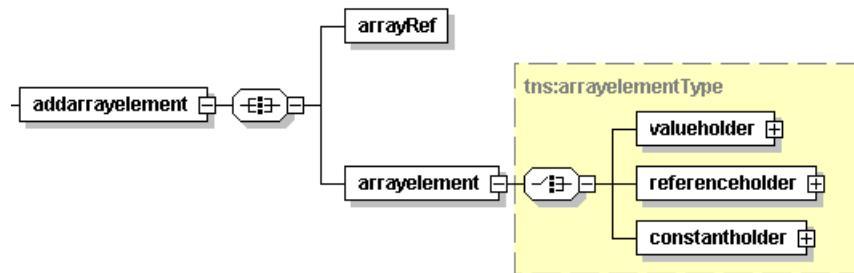 arrayRef
addarrayelement
tns:arrayelementType
valueholder
arrayelement
referenceholder
constantholder